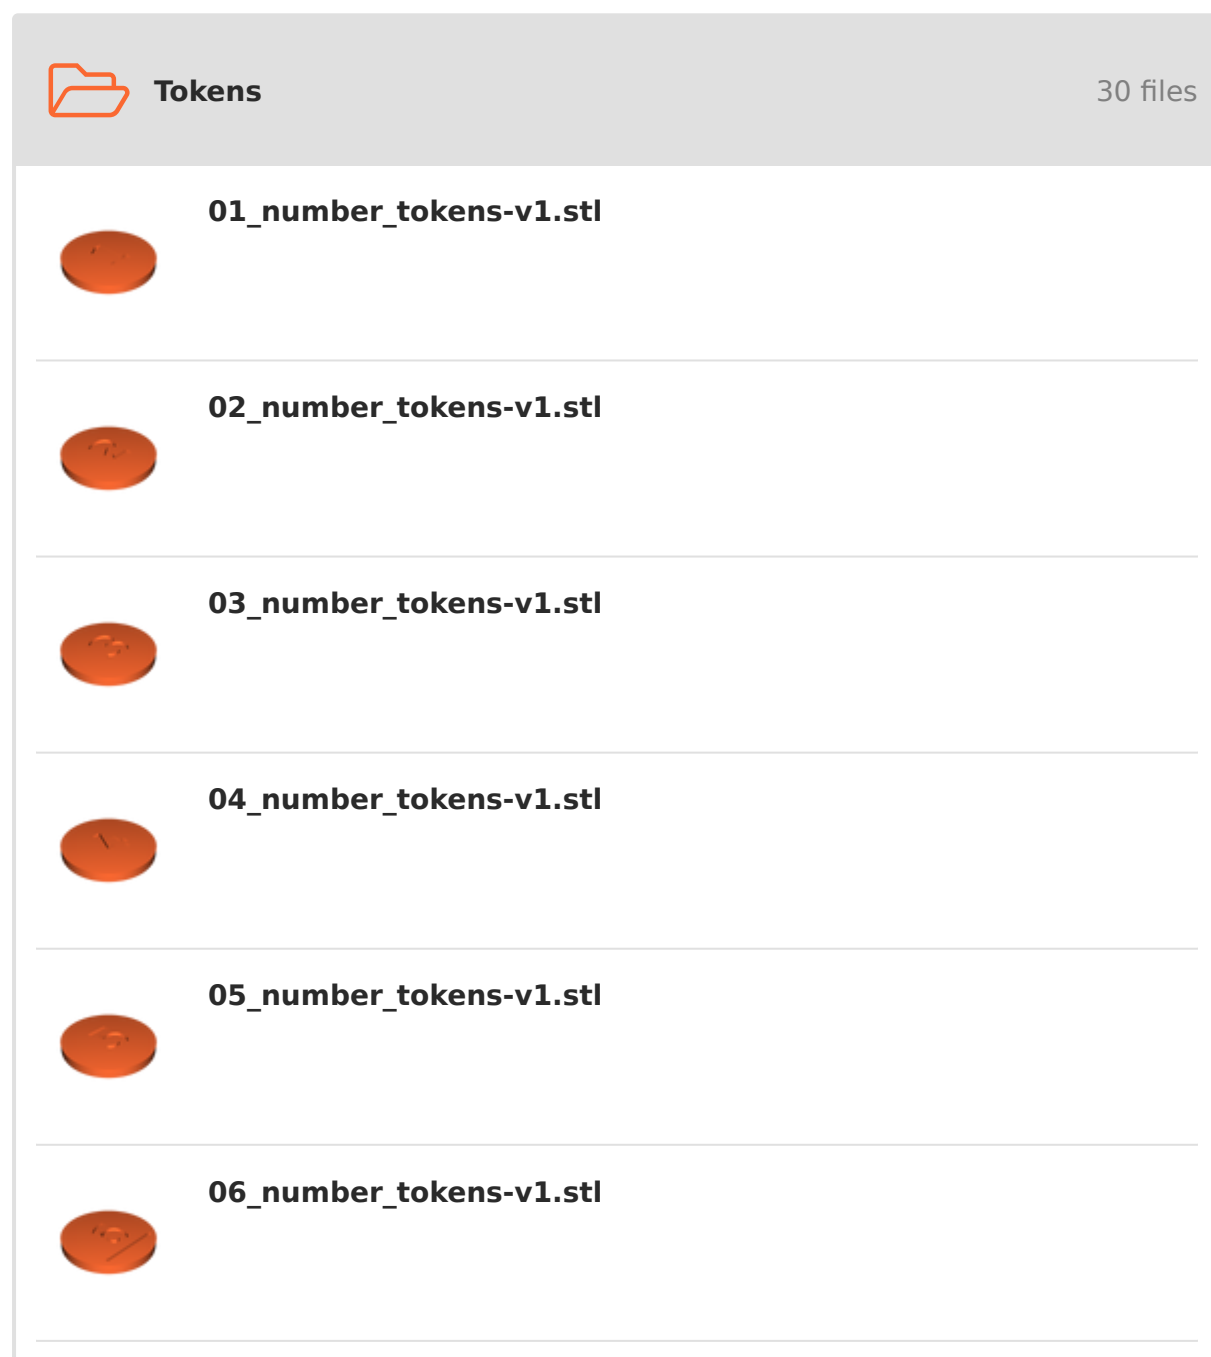 Tokens 30 files
01_number_tokens-v1.stl
02_number_tokens-v1.stl
03_number_tokens-v1.stl
04_number_tokens-v1.stl
05_number_tokens-v1.stl
06_number_tokens-v1.stl